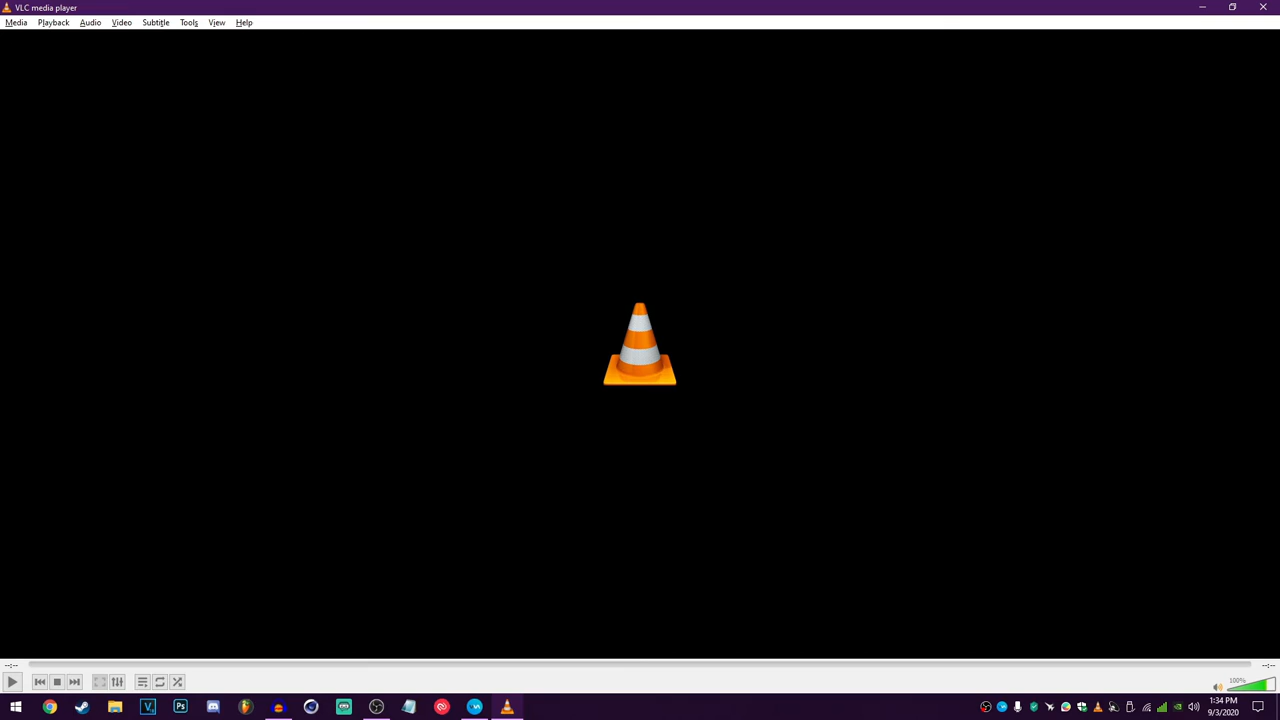 VLC media player
Media Playback Audio Video Subtitle Tools View Help
--:-- --:--
100%
1:34 PM
9/3/2020